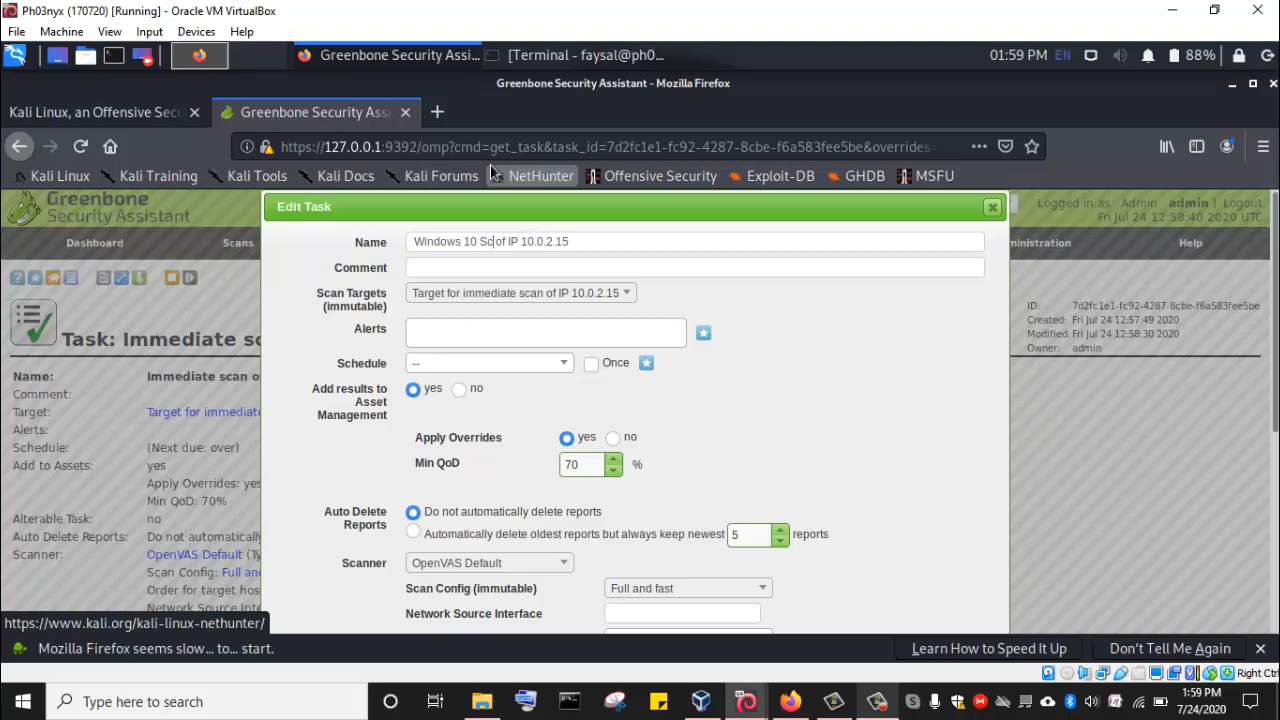 Ph03nyx (170720) [Running] - Oracle VM VirtualBox
File Machine View Input Devices Help
Greenbone Security Assi... [Terminal - faysal@ph0... 01:59 PM EN 88%
Greenbone Security Assistant - Mozilla Firefox
Kali Linux, an Offensive Sec Greenbone Security Assi
https://127.0.0.1:9392/omp?cmd=get_task&task_id=7d2fc1e1-fc92-4287-8cbe-f6a583fee5be&overrides
Kali Linux Kali Training Kali Tools Kali Docs Kali Forums NetHunter Offensive Security Exploit-DB GHDB MSFU
Greenbone
Security Assistant
Logged in as Admin admin | Logout
Fri Jul 24 12:58:40 2020 UTC
Dashboard Scans ministration Help
Edit Task
Name Windows 10 Sc of IP 10.0.2.15
Comment
Scan Targets
(immutable)
Target for immediate scan of IP 10.0.2.15
Alerts
Schedule -- Once
Add results to
Asset
Management
yes no
Apply Overrides yes no
Min QoD 70 %
Auto Delete
Reports
Do not automatically delete reports
Automatically delete oldest reports but always keep newest 5 reports
Scanner OpenVAS Default
Scan Config (immutable) Full and fast
Network Source Interface
Task: Immediate sc
ID: 7d2fc1e1-fc92-4287-8cbe-f6a583fee5be
Created: Fri Jul 24 12:57:49 2020
Modified: Fri Jul 24 12:58:30 2020
Owner: admin
Name: Immediate scan o
Comment:
Target: Target for immediate
Alerts:
Schedule: (Next due: over)
Add to Assets: yes
Apply Overrides: yes
Min QoD: 70%
Alterable Task: no
Auto Delete Reports: Do not automatically
Scanner: OpenVAS Default (Ty
Scan Config: Full an
Order for target hos
Network Source Inte
https://www.kali.org/kali-linux-nethunter/
Mozilla Firefox seems slow... to... start. Learn How to Speed It Up Don't Tell Me Again
Right Ctrl
Type here to search
1:59 PM
7/24/2020